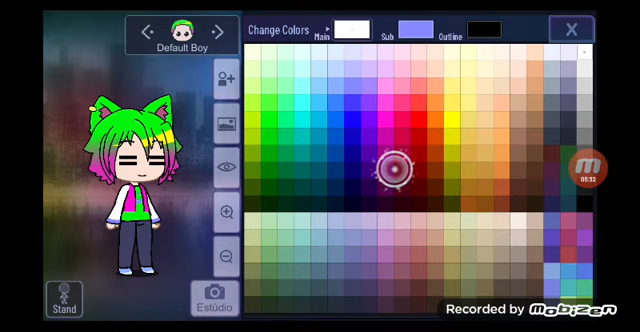 Default Boy
Change Colors
Main
Sub
Outline
X
05:32
Stand
Estúdio
Recorded by Mobizen